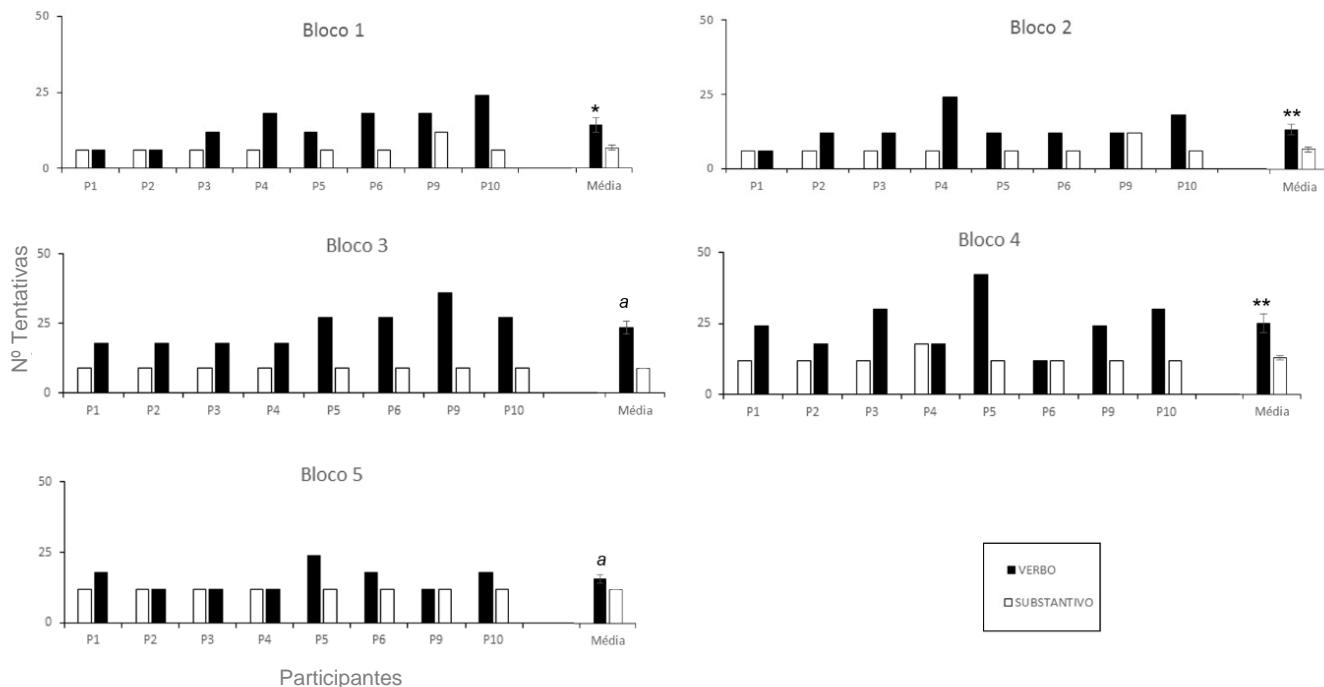 Bloco 1
50
25
0
*
P1 P2 P3 P4 P5 P6 P9 P10 Média
Bloco 2
50
25
0
**
P1 P2 P3 P4 P5 P6 P9 P10 Média
Nº Tentativas
Bloco 3
50
25
0
a
P1 P2 P3 P4 P5 P6 P9 P10 Média
Bloco 4
50
25
0
**
P1 P2 P3 P4 P5 P6 P9 P10 Média
Bloco 5
50
25
0
a
P1 P2 P3 P4 P5 P6 P9 P10 Média
Participantes
VERBO
SUBSTANTIVO